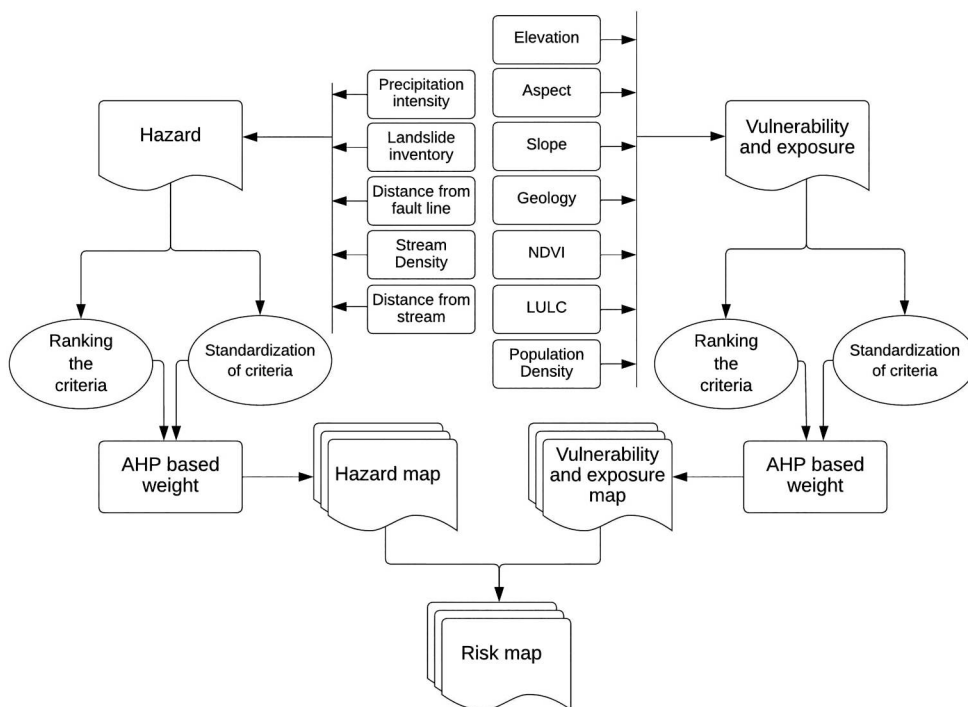 Elevation
Precipitation
intensity
Aspect
Hazard
Landslide
inventory
Slope
Vulnerability
and exposure
Distance from
fault line
Geology
Stream
Density
NDVI
Distance from
stream
LULC
Population
Density
Ranking
the
criteria
Standardization
of criteria
Ranking
the
criteria
Standardization
of criteria
AHP based
weight
Hazard map
Vulnerability
and exposure
map
AHP based
weight
Risk map